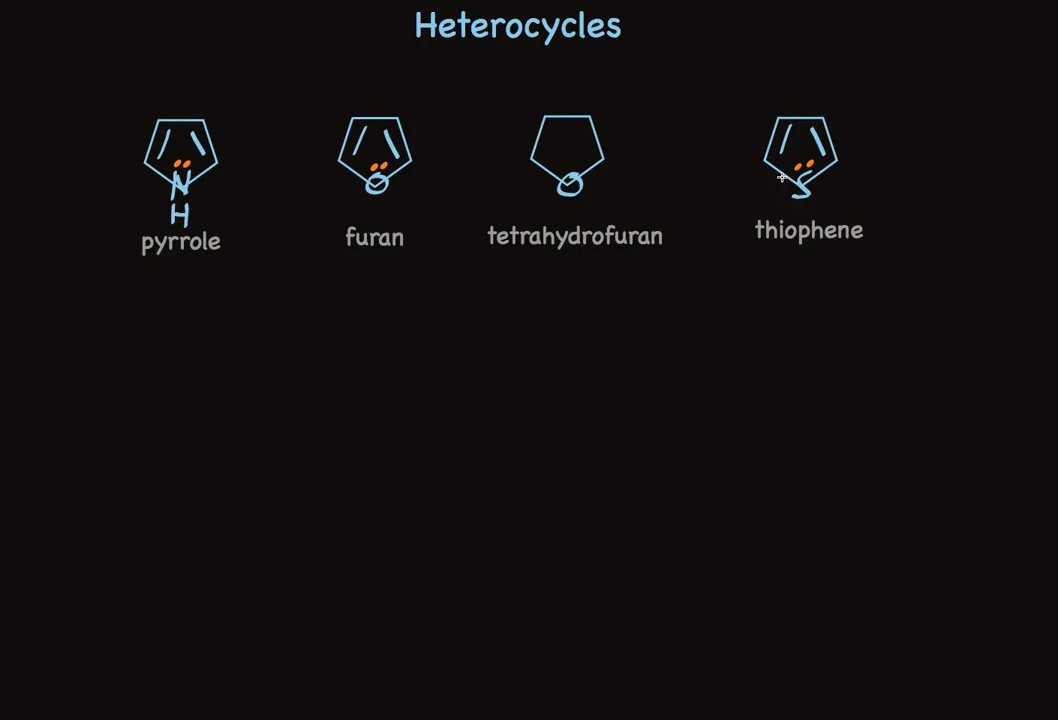 Heterocycles
N O O S
H
pyrrole furan tetrahydrofuran thiophene